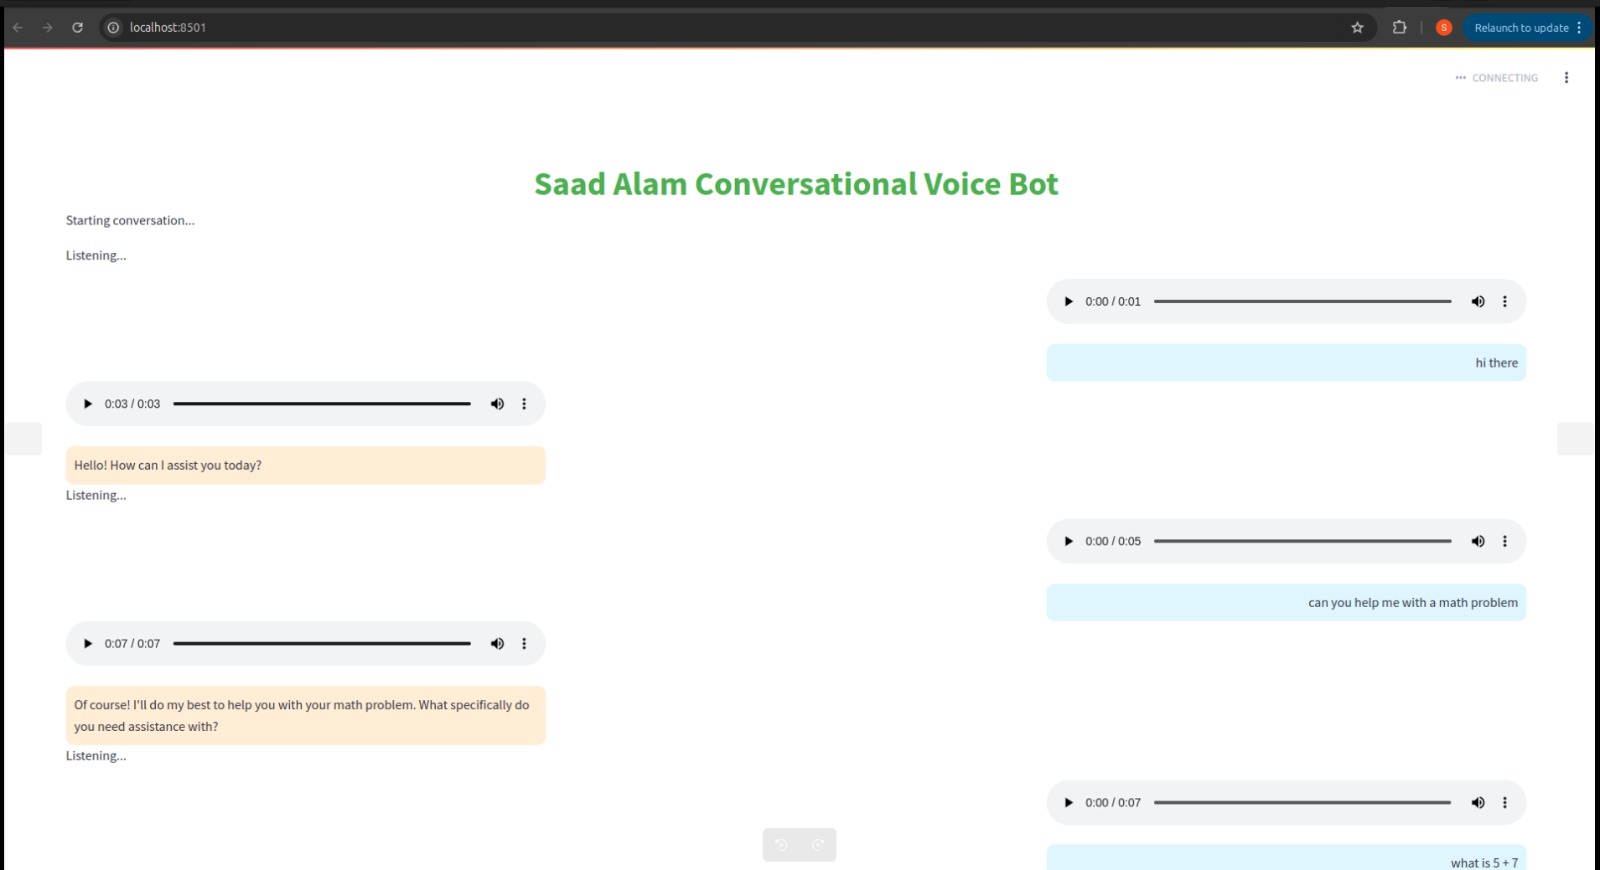 localhost:8501
S
Relaunch to update
CONNECTING
Saad Alam Conversational Voice Bot
Starting conversation...
Listening...
0:00 / 0:01
hi there
0:03 / 0:03
Hello! How can I assist you today?
Listening...
0:00 / 0:05
can you help me with a math problem
0:07 / 0:07
Of course! I'll do my best to help you with your math problem. What specifically do
you need assistance with?
Listening...
0:00 / 0:07
what is 5 + 7